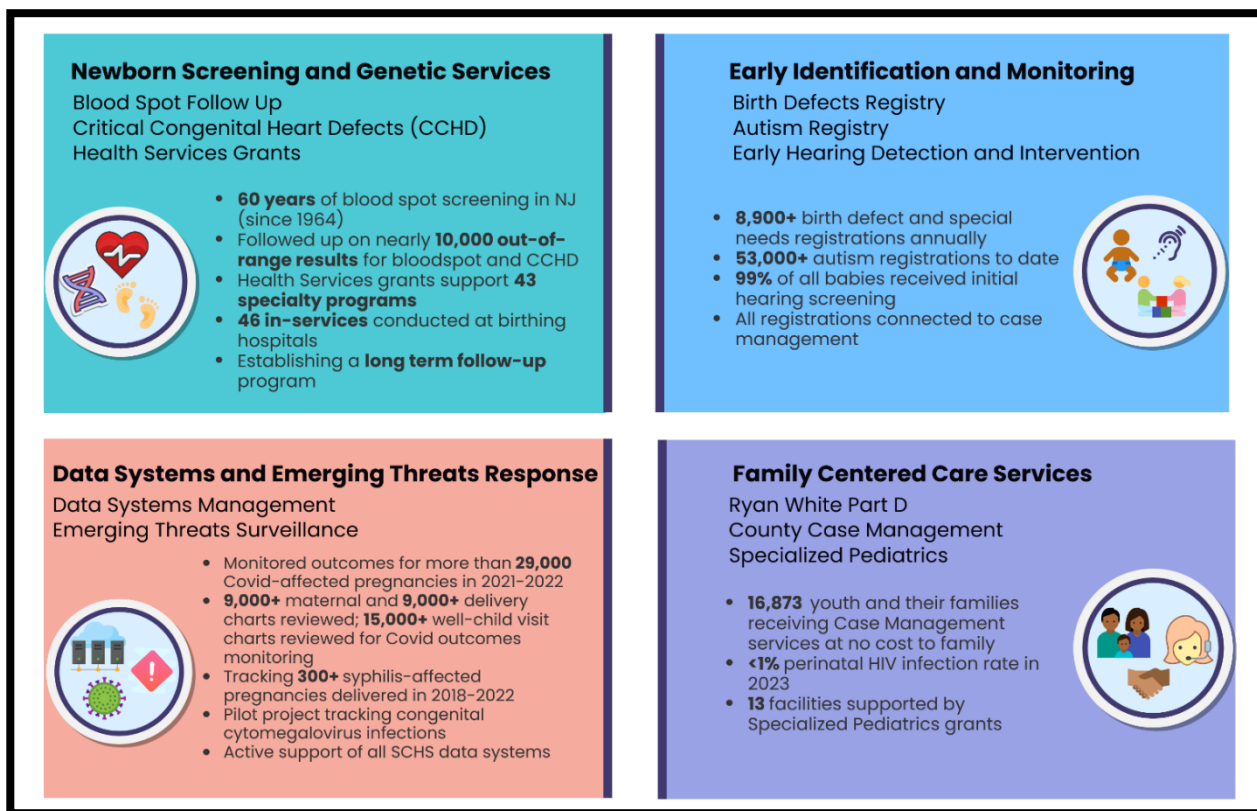 Newborn Screening and Genetic Services
Blood Spot Follow Up
Critical Congenital Heart Defects (CCHD)
Health Services Grants
• 60 years of blood spot screening in NJ
(since 1964)
• Followed up on nearly 10,000 out-of-
range results for bloodspot and CCHD
• Health Services grants support 43
specialty programs
• 46 in-services conducted at birthing
hospitals
• Establishing a long term follow-up
program
Early Identification and Monitoring
Birth Defects Registry
Autism Registry
Early Hearing Detection and Intervention
• 8,900+ birth defect and special
needs registrations annually
• 53,000+ autism registrations to date
• 99% of all babies received initial
hearing screening
• All registrations connected to case
management
Data Systems and Emerging Threats Response
Data Systems Management
Emerging Threats Surveillance
• Monitored outcomes for more than 29,000
Covid-affected pregnancies in 2021-2022
• 9,000+ maternal and 9,000+ delivery
charts reviewed; 15,000+ well-child visit
charts reviewed for Covid outcomes
monitoring
• Tracking 300+ syphilis-affected
pregnancies delivered in 2018-2022
• Pilot project tracking congenital
cytomegalovirus infections
• Active support of all SCHS data systems
Family Centered Care Services
Ryan White Part D
County Case Management
Specialized Pediatrics
• 16,873 youth and their families
receiving Case Management
services at no cost to family
• <1% perinatal HIV infection rate in
2023
• 13 facilities supported by
Specialized Pediatrics grants